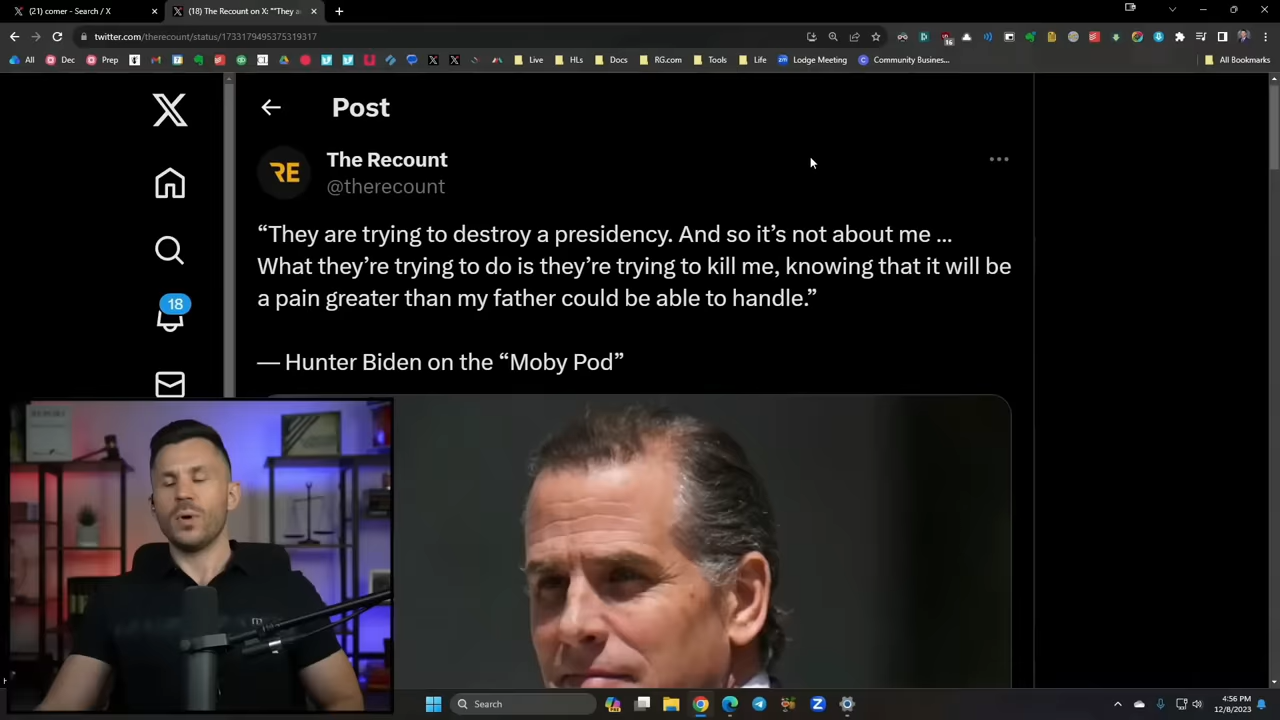 (21) comer - Search / X
(18) The Recount on X: "“They a
twitter.com/therecount/status/1733179495375319317
All
Dec
Prep
Live
HLs
Docs
RG.com
Tools
Life
Lodge Meeting
Community Busines...
All Bookmarks
Post
The Recount
@therecount
“They are trying to destroy a presidency. And so it’s not about me ...
What they’re trying to do is they’re trying to kill me, knowing that it will be
a pain greater than my father could be able to handle.”
— Hunter Biden on the “Moby Pod”
18
RE
Search
4:56 PM
12/8/2023